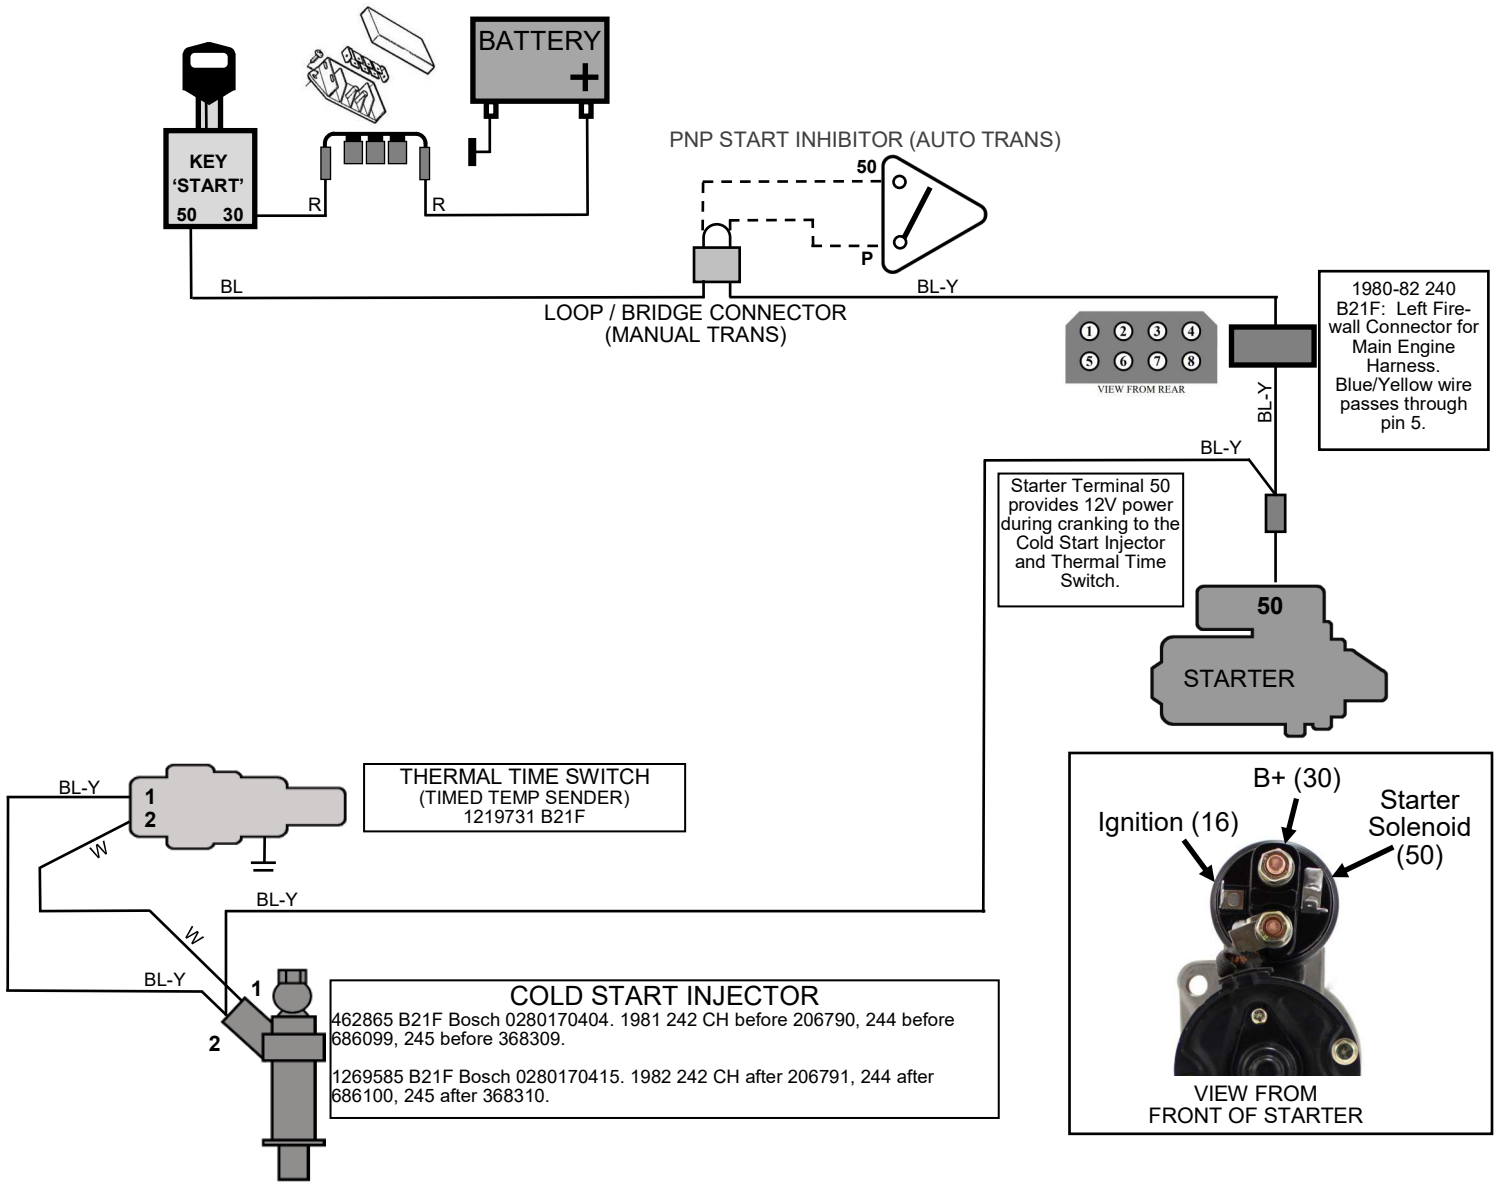 BATTERY
+
KEY
‘START’
50 30
R
R
PNP START INHIBITOR (AUTO TRANS)
50
P
BL
BL-Y
LOOP / BRIDGE CONNECTOR
(MANUAL TRANS)
1 2 3 4
5 6 7 8
VIEW FROM REAR
1980-82 240
B21F: Left Fire-
wall Connector for
Main Engine
Harness.
Blue/Yellow wire
passes through
pin 5.
BL-Y
BL-Y
Starter Terminal 50
provides 12V power
during cranking to the
Cold Start Injector
and Thermal Time
Switch.
50
STARTER
BL-Y
1
2
W
THERMAL TIME SWITCH
(TIMED TEMP SENDER)
1219731 B21F
BL-Y
W
BL-Y
1
2
COLD START INJECTOR
462865 B21F Bosch 0280170404. 1981 242 CH before 206790, 244 before
686099, 245 before 368309.
1269585 B21F Bosch 0280170415. 1982 242 CH after 206791, 244 after
686100, 245 after 368310.
B+ (30)
Ignition (16)
Starter
Solenoid
(50)
VIEW FROM
FRONT OF STARTER